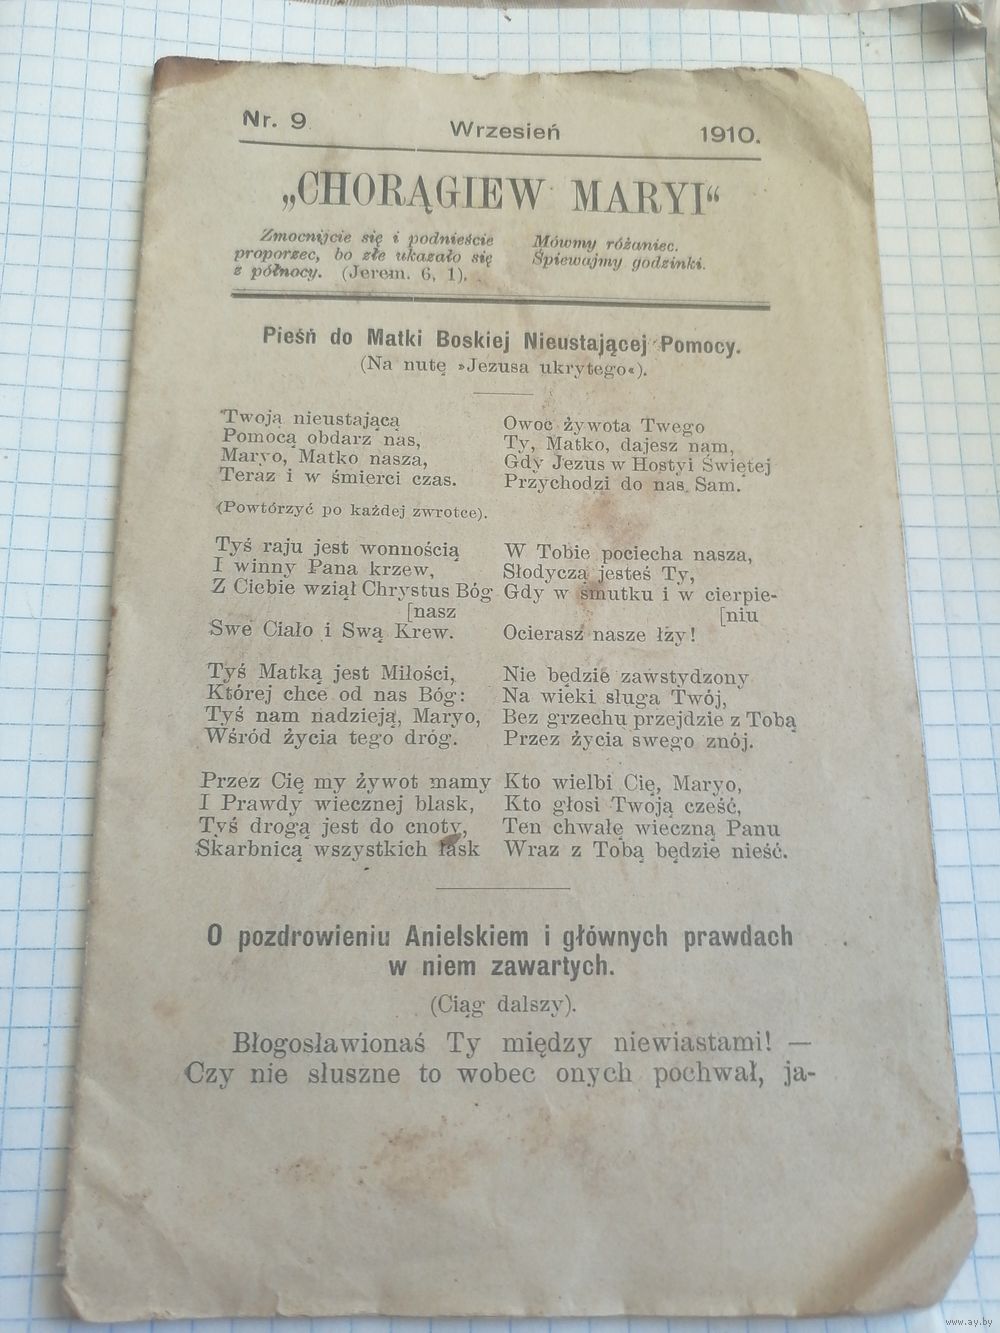 Nr. 9
Wrzesień
1910.
„CHORĄGIEW MARYI“
Zmocnijcie się i podnieście
proporzec, bo złe ukazało się
z północy. (Jerem. 6, 1).
Mówmy różaniec.
Śpiewajmy godzinki.
Pieśń do Matki Boskiej Nieustającej Pomocy.
(Na nutę »Jezusa ukrytego«).
Twoją nieustającą
Pomocą obdarz nas,
Maryo, Matko nasza,
Teraz i w śmierci czas.
(Powtórzyć po każdej zwrotce).
Tyś raju jest wonnością
I winny Pana krzew,
Z Ciebie wziął Chrystus Bóg
[nasz
Swe Ciało i Swą Krew.
Tyś Matką jest Miłości,
Której chce od nas Bóg:
Tyś nam nadzieją, Maryo,
Wśród życia tego dróg.
Przez Cię my żywot mamy
I Prawdy wiecznej blask,
Tyś drogą jest do cnoty,
Skarbnicą wszystkich łask
Owoc żywota Twego
Ty, Matko, dajesz nam,
Gdy Jezus w Hostyi Świętej
Przychodzi do nas Sam.
W Tobie pociecha nasza,
Słodyczą jesteś Ty,
Gdy w smutku i w cierpie-
[niu
Ocierasz nasze łzy!
Nie będzie zawstydzony
Na wieki sługa Twój,
Bez grzechu przejdzie z Tobą
Przez życia swego znój.
Kto wielbi Cię, Maryo,
Kto głosi Twoją cześć,
Ten chwałę wieczną Panu
Wraz z Tobą będzie nieść.
O pozdrowieniu Anielskiem i głównych prawdach
w niem zawartych.
(Ciąg dalszy).
Błogosławionaś Ty między niewiastami! —
Czy nie słuszne to wobec onych pochwał, ja-
www.ay.by